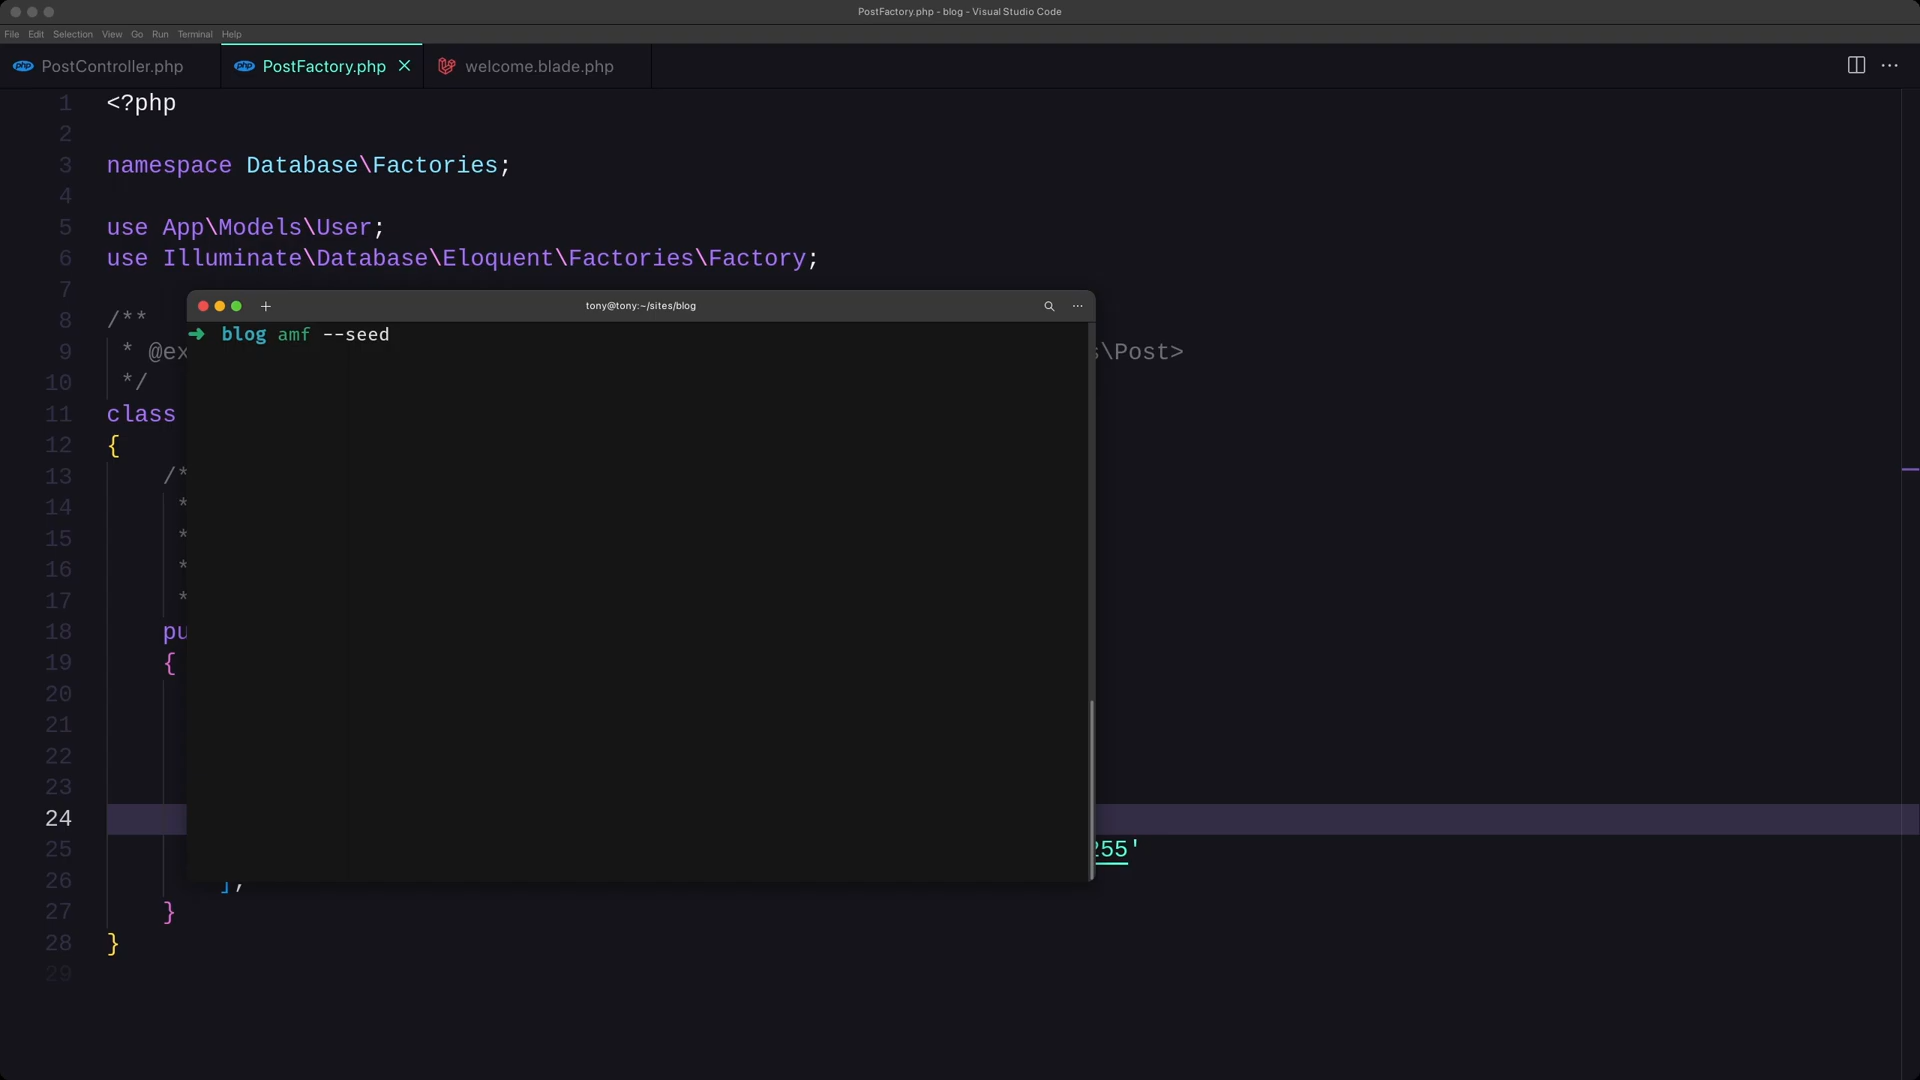 PostFactory.php - blog - Visual Studio Code
File Edit Selection View Go Run Terminal Help
php PostController.php php PostFactory.php welcome.blade.php
1 <?php
2
3 namespace Database\Factories;
4
5 use App\Models\User;
6 use Illuminate\Database\Eloquent\Factories\Factory;
7
8 /**
9 * @ex s\Post>
10 */
11 class
12 {
13 /*
14 *
15 *
16 *
17 *
18 pu
19 {
20
21
22
23
24
25 255'
26 ];
27 }
28 }
29
tony@tony:~/sites/blog
➜ blog amf --seed